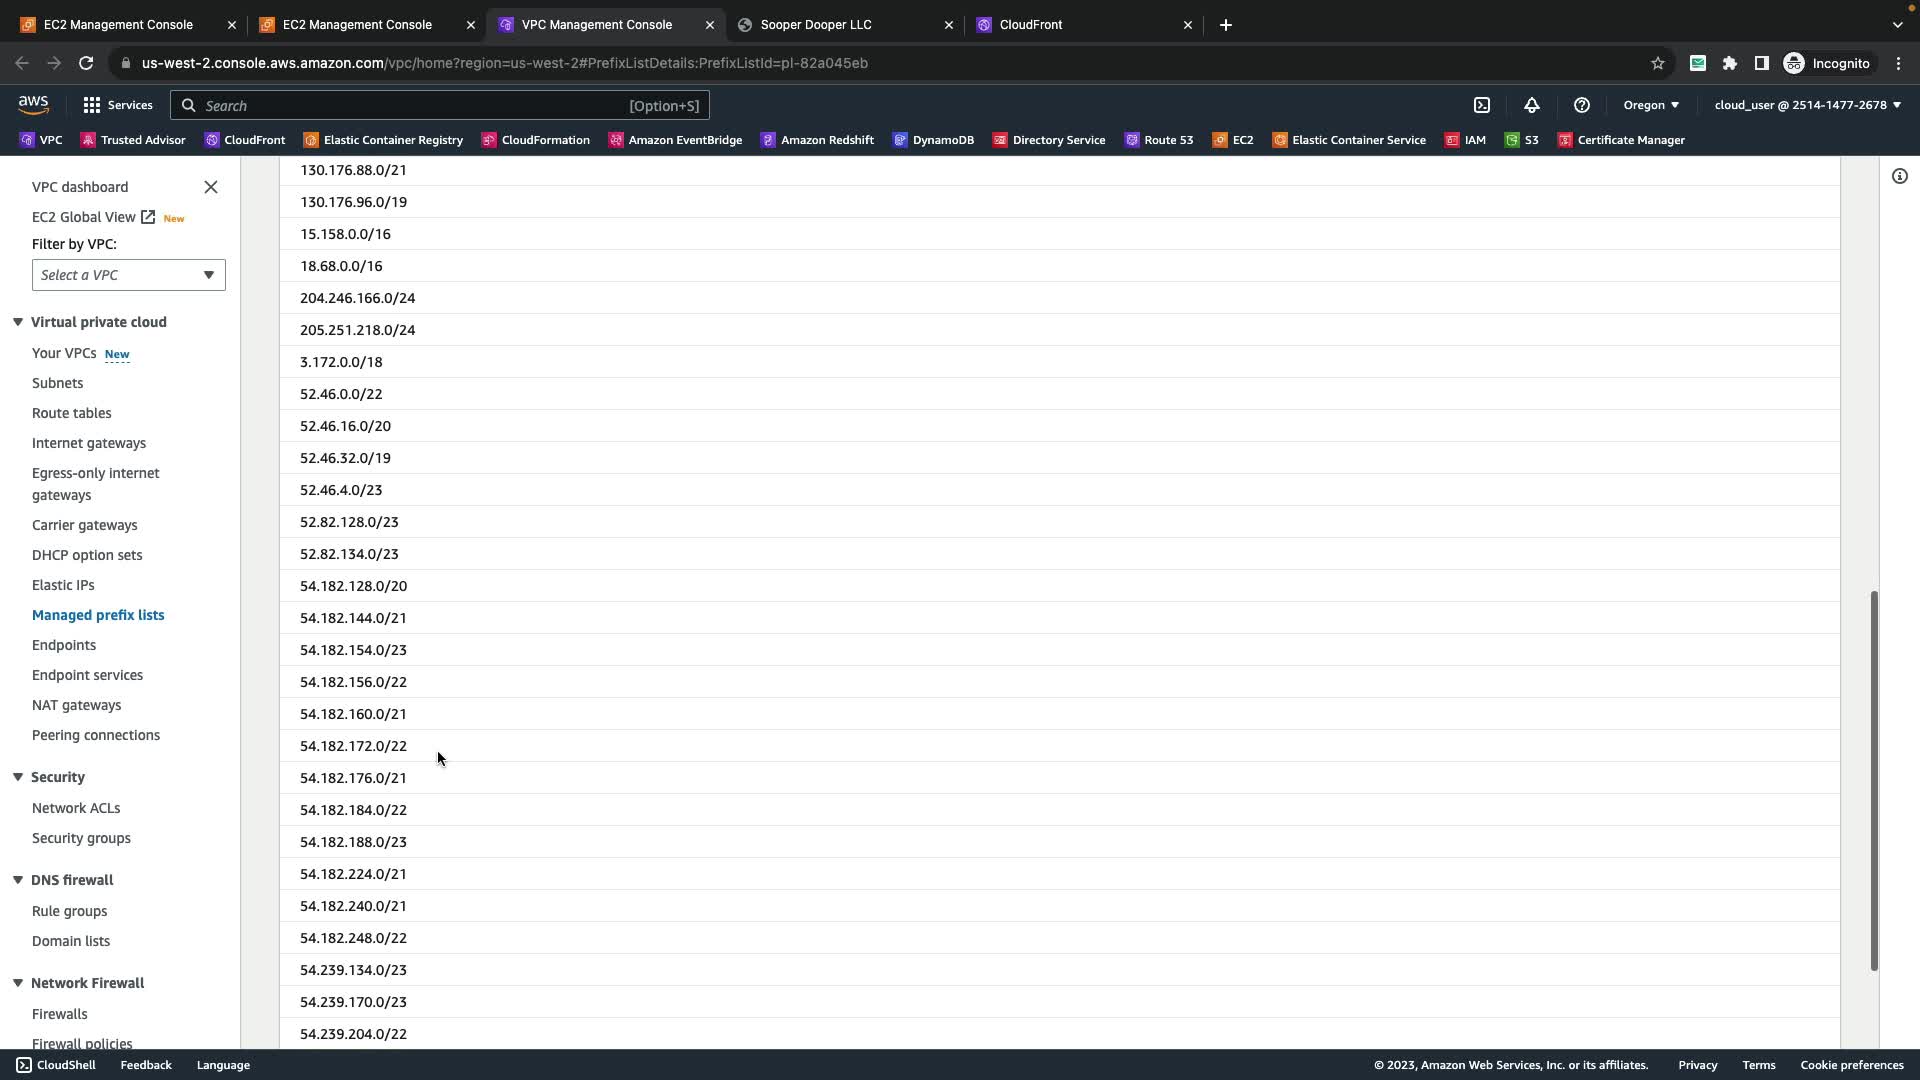 EC2 Management Console
EC2 Management Console
VPC Management Console
Sooper Dooper LLC
CloudFront
us-west-2.console.aws.amazon.com/vpc/home?region=us-west-2#PrefixListDetails:PrefixListId=pl-82a045eb
Incognito
aws
Services
Search
[Option+S]
Oregon
cloud_user @ 2514-1477-2678
VPC
Trusted Advisor
CloudFront
Elastic Container Registry
CloudFormation
Amazon EventBridge
Amazon Redshift
DynamoDB
Directory Service
Route 53
EC2
Elastic Container Service
IAM
S3
Certificate Manager
VPC dashboard
EC2 Global View New
Filter by VPC:
Select a VPC
Virtual private cloud
Your VPCs New
Subnets
Route tables
Internet gateways
Egress-only internet
gateways
Carrier gateways
DHCP option sets
Elastic IPs
Managed prefix lists
Endpoints
Endpoint services
NAT gateways
Peering connections
Security
Network ACLs
Security groups
DNS firewall
Rule groups
Domain lists
Network Firewall
Firewalls
Firewall policies
130.176.88.0/21
130.176.96.0/19
15.158.0.0/16
18.68.0.0/16
204.246.166.0/24
205.251.218.0/24
3.172.0.0/18
52.46.0.0/22
52.46.16.0/20
52.46.32.0/19
52.46.4.0/23
52.82.128.0/23
52.82.134.0/23
54.182.128.0/20
54.182.144.0/21
54.182.154.0/23
54.182.156.0/22
54.182.160.0/21
54.182.172.0/22
54.182.176.0/21
54.182.184.0/22
54.182.188.0/23
54.182.224.0/21
54.182.240.0/21
54.182.248.0/22
54.239.134.0/23
54.239.170.0/23
54.239.204.0/22
CloudShell
Feedback
Language
© 2023, Amazon Web Services, Inc. or its affiliates.
Privacy
Terms
Cookie preferences